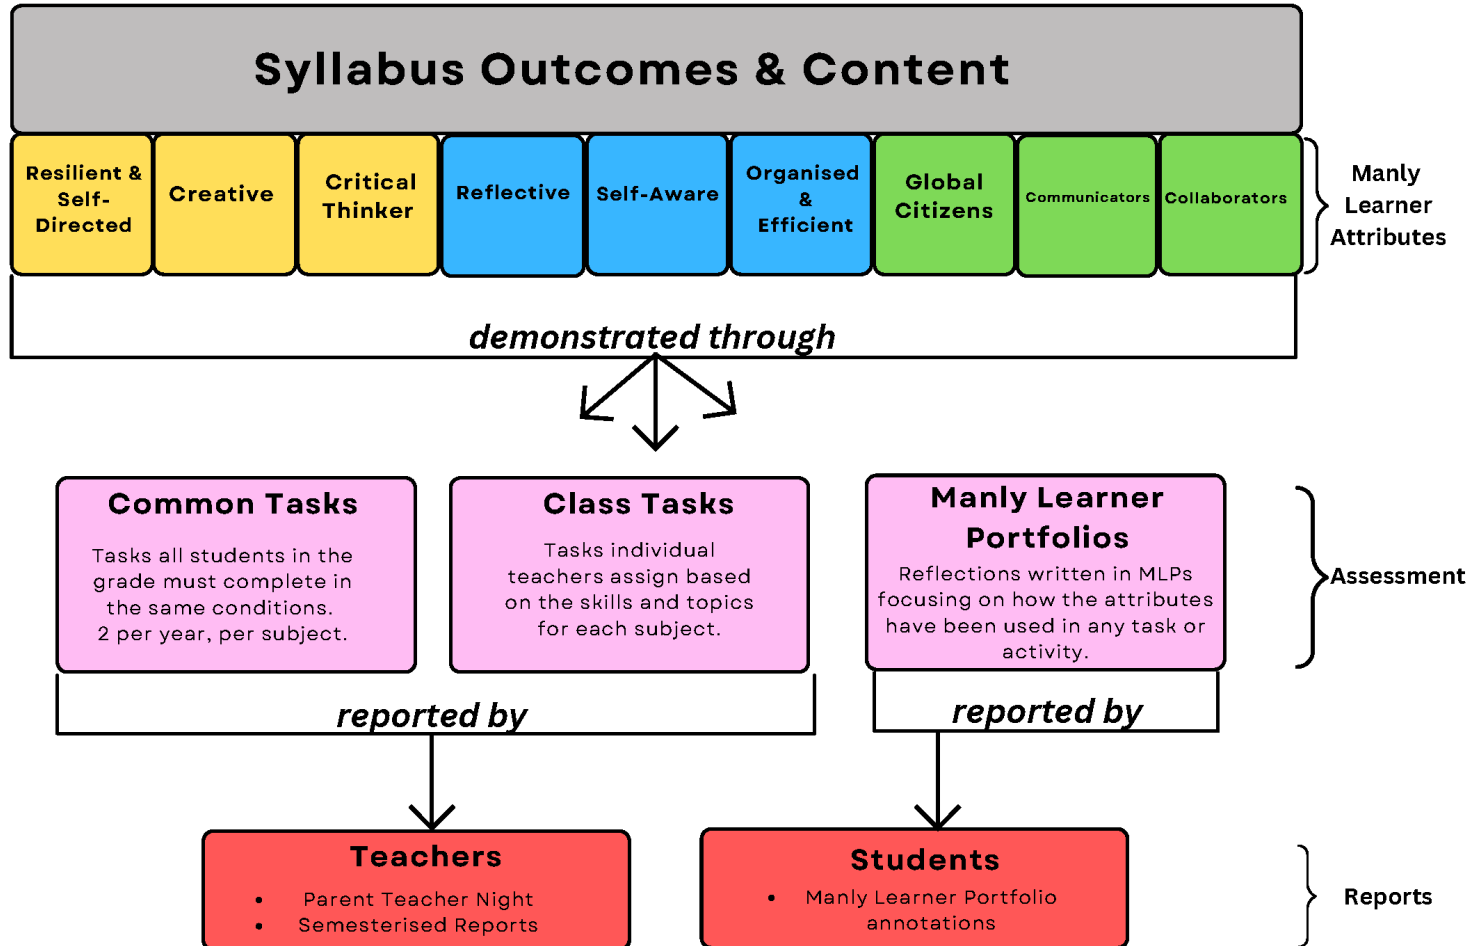 Syllabus Outcomes & Content
Resilient &
Self-
Directed
Creative
Critical
Thinker
Reflective
Self-Aware
Organised
&
Efficient
Global
Citizens
Communicators
Collaborators
Manly
Learner
Attributes
demonstrated through
Common Tasks
Tasks all students in the
grade must complete in
the same conditions.
2 per year, per subject.
Class Tasks
Tasks individual
teachers assign based
on the skills and topics
for each subject.
Manly Learner
Portfolios
Reflections written in MLPs
focusing on how the attributes
have been used in any task or
activity.
Assessment
reported by
reported by
Teachers
• Parent Teacher Night
• Semesterised Reports
Students
• Manly Learner Portfolio
annotations
Reports